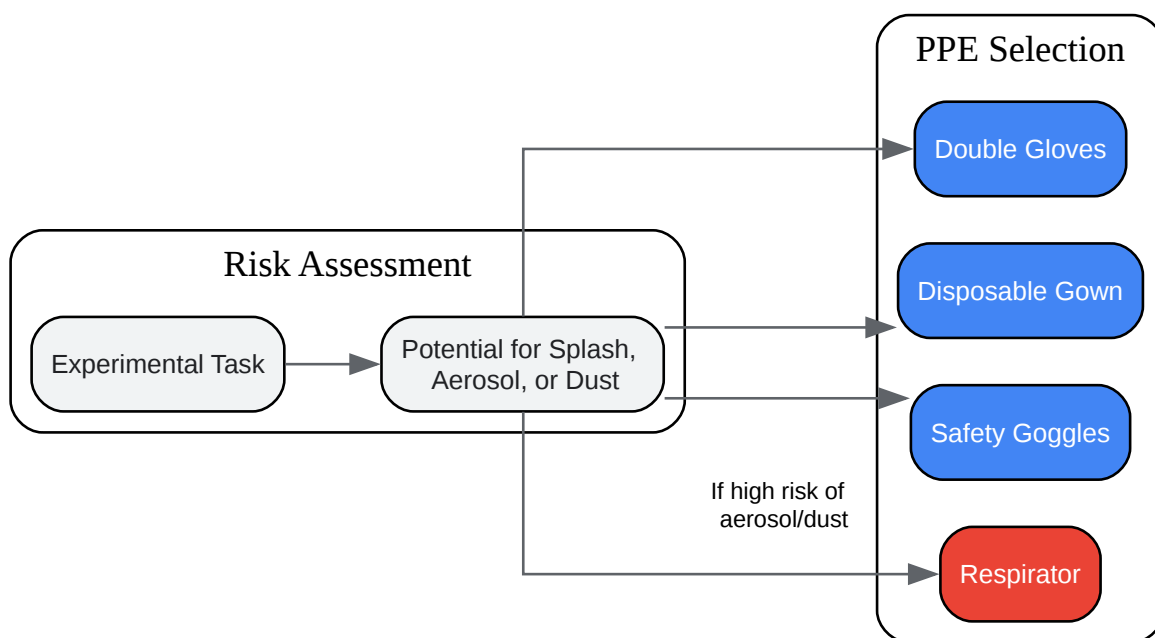 PPE Selection
Double Gloves
Risk Assessment
Disposable Gown
Experimental Task
Potential for Splash,
Aerosol, or Dust
Safety Goggles
If high risk of
aerosol/dust
Respirator